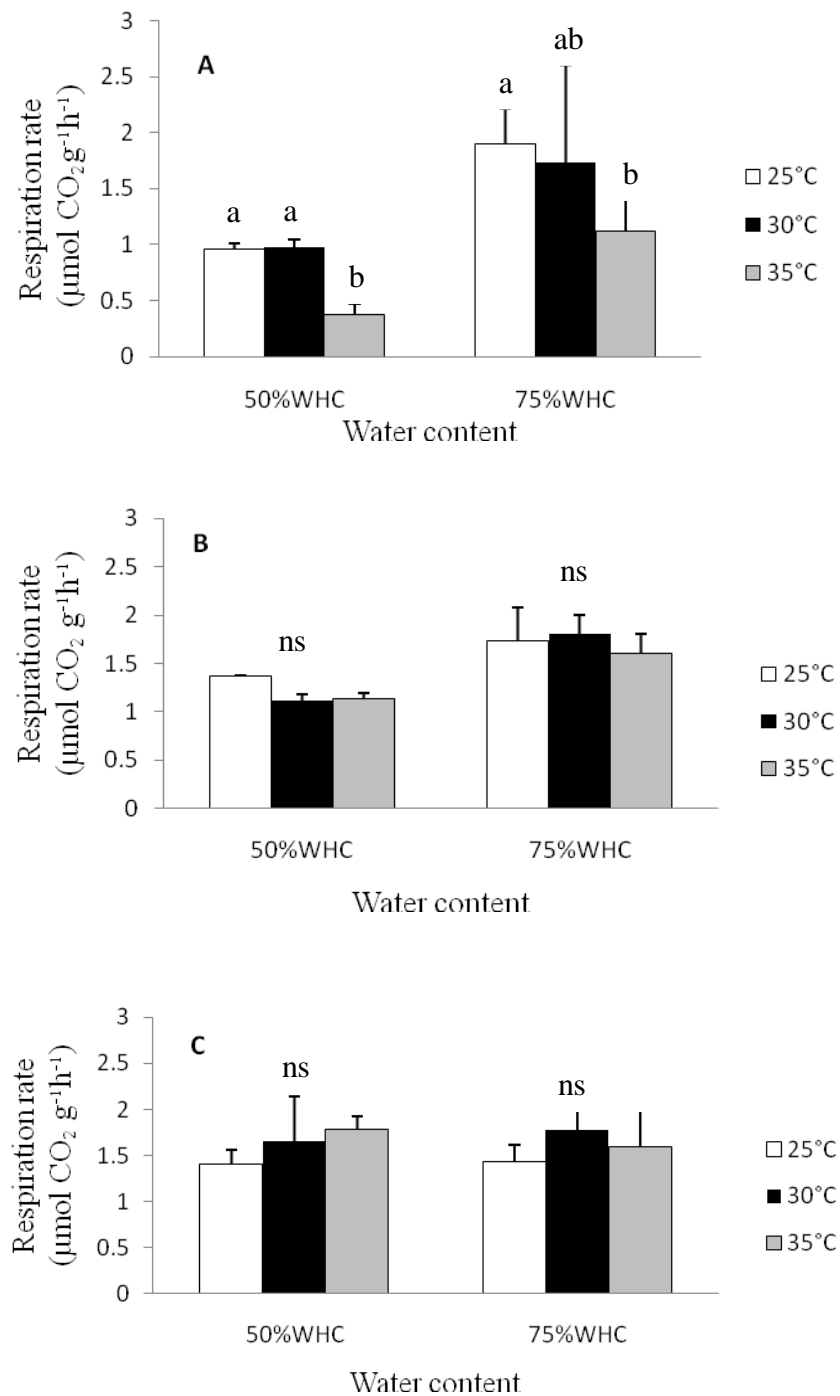 A
Respiration rate
(µmol CO₂ g⁻¹h⁻¹)
3
2.5
2
1.5
1
0.5
0
a
a
b
a
ab
b
25°C
30°C
35°C
50%WHC
75%WHC
Water content
B
Respiration rate
(µmol CO₂ g⁻¹h⁻¹)
3
2.5
2
1.5
1
0.5
0
ns
ns
25°C
30°C
35°C
50%WHC
75%WHC
Water content
C
Respiration rate
(µmol CO₂ g⁻¹h⁻¹)
3
2.5
2
1.5
1
0.5
0
ns
ns
25°C
30°C
35°C
50%WHC
75%WHC
Water content